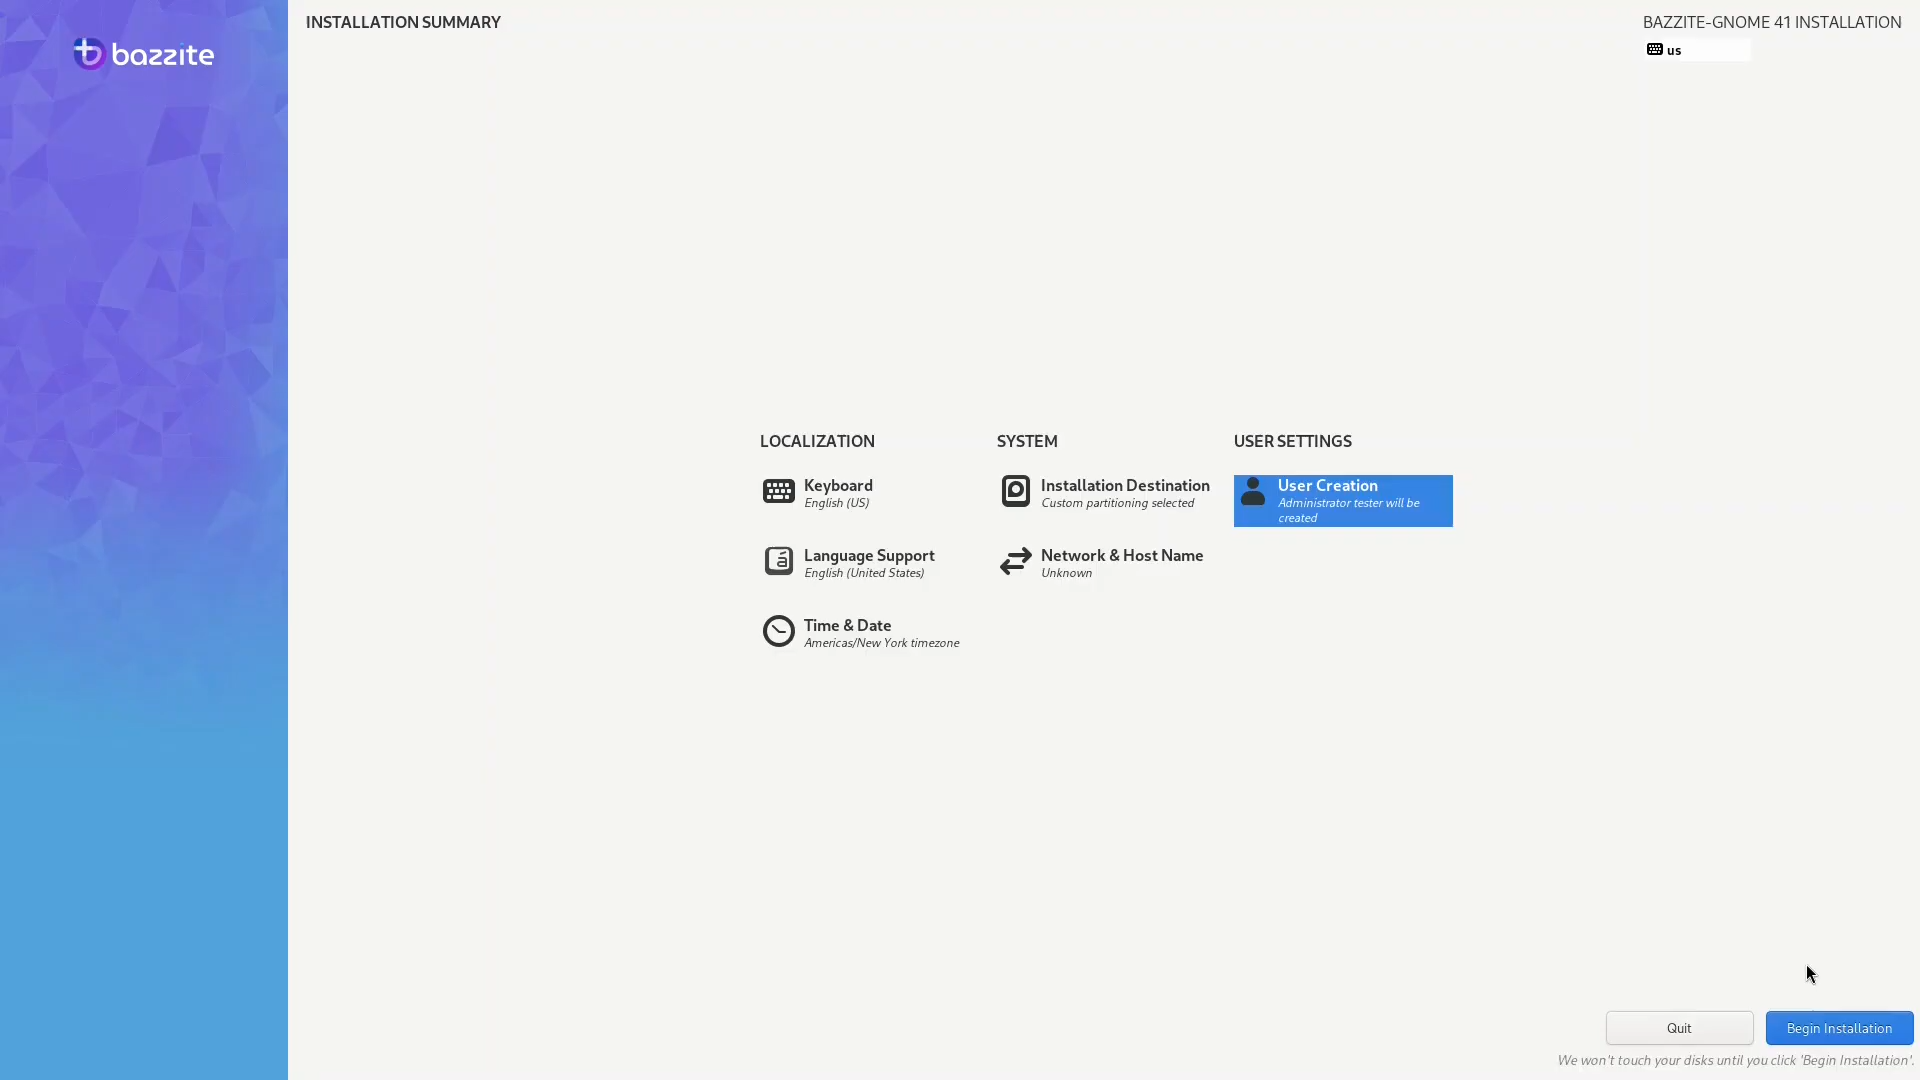 bazzite
INSTALLATION SUMMARY
BAZZITE-GNOME 41 INSTALLATION
us
LOCALIZATION
Keyboard
English (US)
Language Support
English (United States)
Time & Date
Americas/New York timezone
SYSTEM
Installation Destination
Custom partitioning selected
Network & Host Name
Unknown
USER SETTINGS
User Creation
Administrator tester will be
created
Quit
Begin Installation
We won't touch your disks until you click 'Begin Installation'.